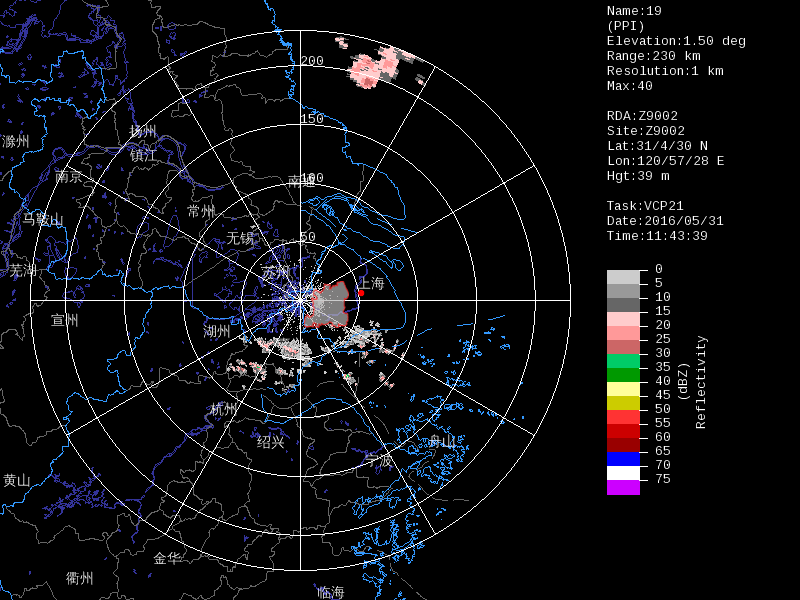 Name:19
(PPI)
Elevation:1.50 deg
Range:230 km
Resolution:1 km
Max:40
RDA:Z9002
Site:Z9002
Lat:31/4/30 N
Lon:120/57/28 E
Hgt:39 m
Task:VCP21
Date:2016/05/31
Time:11:43:39
0
5
10
15
20
25
30
35
40
45
50
55
60
65
70
75
(dBZ)
Reflectivity
200
150
100
50
扬州
滁州
镇江
南京
南通
常州
马鞍山
无锡
芜湖
苏州
上海
宣州
湖州
杭州
绍兴
舟山
宁波
黄山
金华
衢州
临海